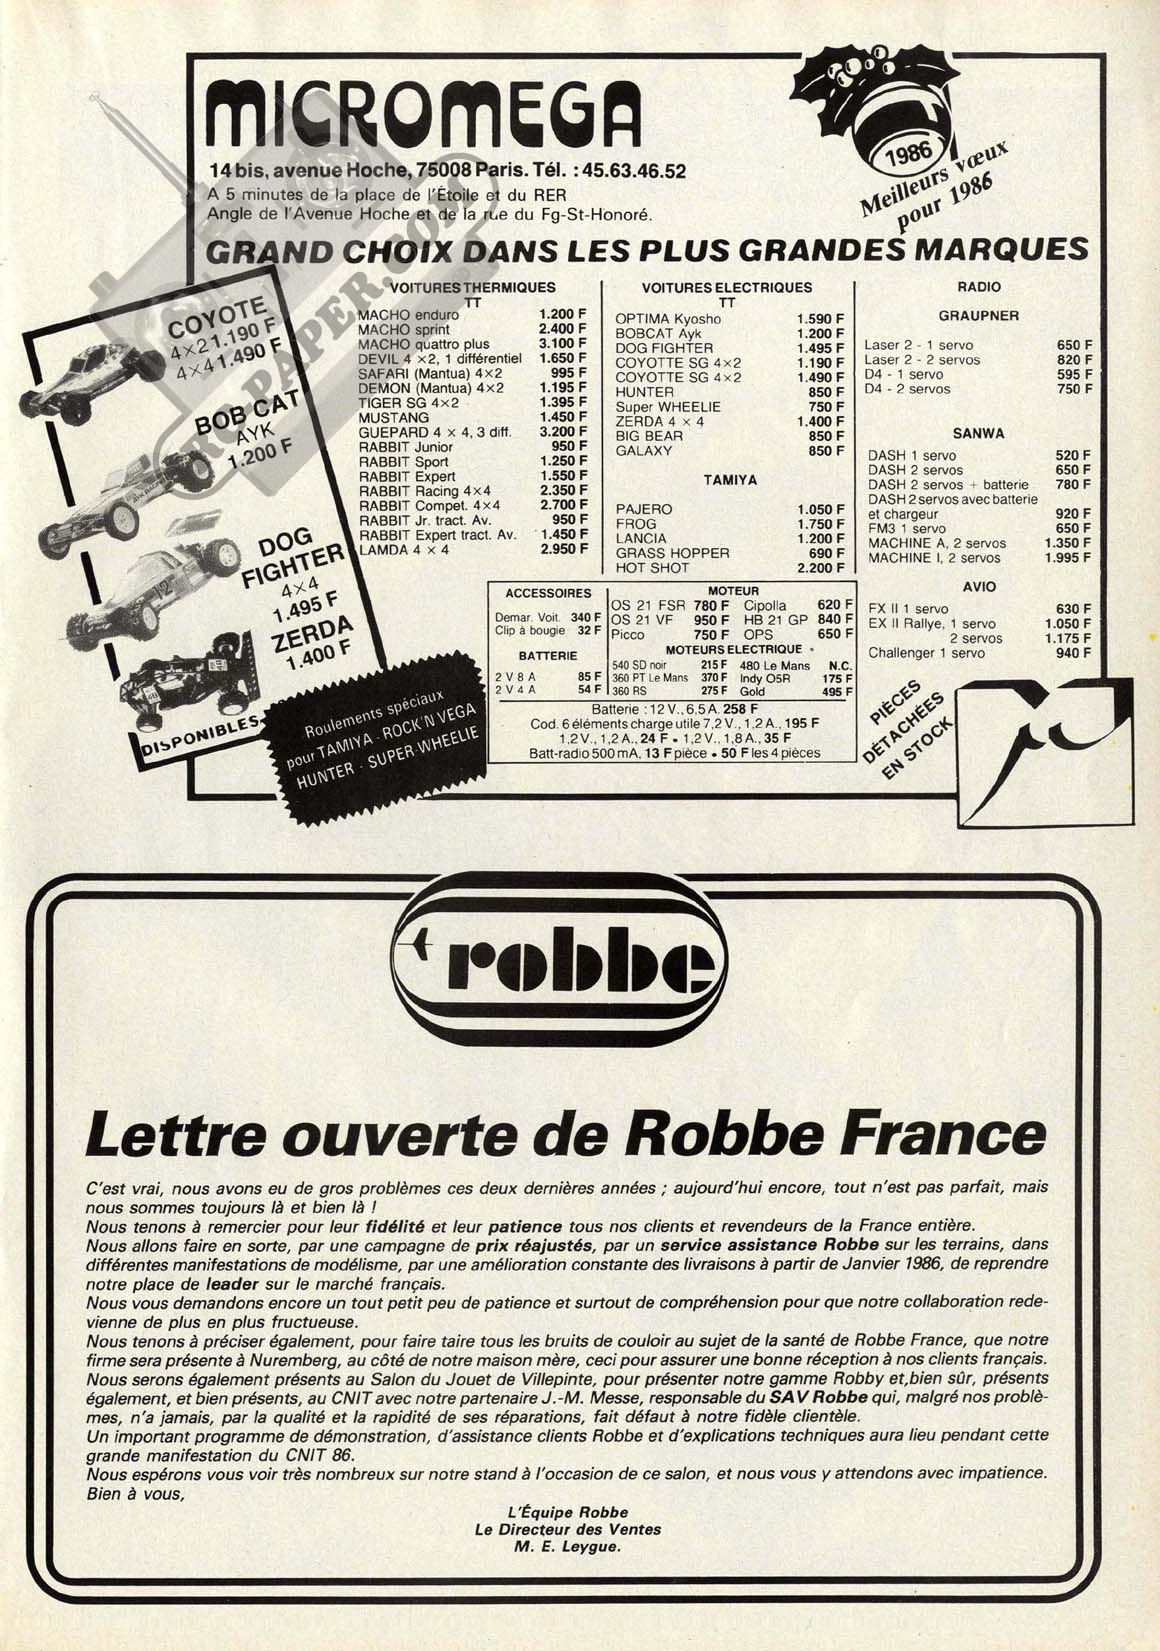 MICROMEGA
14 bis, avenue Hoche, 75008 Paris. Tél. : 45.63.46.52
A 5 minutes de la place de l'Étoile et du RER
Angle de l'Avenue Hoche et de la rue du Fg-St-Honoré.
1986
Meilleurs vœux
pour 1986
GRAND CHOIX DANS LES PLUS GRANDES MARQUES
COYOTE
4×2 1.190 F
4×4 1.490 F
BOB CAT
AYK
1.200 F
DOG
FIGHTER
4×4
1.495 F
ZERDA
1.400 F
DISPONIBLES
Roulements spéciaux
pour TAMIYA - ROCK'N VEGA
HUNTER - SUPER-WHEELIE
VOITURES THERMIQUES
TT
MACHO enduro 1.200 F
MACHO sprint 2.400 F
MACHO quattro plus 3.100 F
DEVIL 4 ×2, 1 différentiel 1.650 F
SAFARI (Mantua) 4×2 995 F
DEMON (Mantua) 4×2 1.195 F
TIGER SG 4×2 1.395 F
MUSTANG 1.450 F
GUEPARD 4 × 4, 3 diff. 3.200 F
RABBIT Junior 950 F
RABBIT Sport 1.250 F
RABBIT Expert 1.550 F
RABBIT Racing 4×4 2.350 F
RABBIT Compet. 4×4 2.700 F
RABBIT Jr. tract. Av. 950 F
RABBIT Expert tract. Av. 1.450 F
LAMDA 4 × 4 2.950 F
VOITURES ELECTRIQUES
TT
OPTIMA Kyosho 1.590 F
BOBCAT Ayk 1.200 F
DOG FIGHTER 1.495 F
COYOTTE SG 4×2 1.190 F
COYOTTE SG 4×2 1.490 F
HUNTER 850 F
Super WHEELIE 750 F
ZERDA 4 × 4 1.400 F
BIG BEAR 850 F
GALAXY 850 F
TAMIYA
PAJERO 1.050 F
FROG 1.750 F
LANCIA 1.200 F
GRASS HOPPER 690 F
HOT SHOT 2.200 F
RADIO
GRAUPNER
Laser 2 - 1 servo 650 F
Laser 2 - 2 servos 820 F
D4 - 1 servo 595 F
D4 - 2 servos 750 F
SANWA
DASH 1 servo 520 F
DASH 2 servos 650 F
DASH 2 servos + batterie 780 F
DASH 2 servos avec batterie
et chargeur 920 F
FM3 1 servo 650 F
MACHINE A, 2 servos 1.350 F
MACHINE I, 2 servos 1.995 F
AVIO
FX II 1 servo 630 F
EX II Rallye, 1 servo 1.050 F
2 servos 1.175 F
Challenger 1 servo 940 F
ACCESSOIRES
Demar. Voit. 340 F
Clip à bougie 32 F
BATTERIE
2 V 8 A 85 F
2 V 4 A 54 F
MOTEUR
OS 21 FSR 780 F Cipolla 620 F
OS 21 VF 950 F HB 21 GP 840 F
Picco 750 F OPS 650 F
MOTEURS ELECTRIQUE
540 SD noir 215 F 480 Le Mans N.C.
360 PT Le Mans 370 F Indy O5R 175 F
360 RS 275 F Gold 495 F
Batterie : 12 V., 6,5 A. 258 F
Cod. 6 éléments charge utile 7,2 V., 1,2 A., 195 F
1,2 V., 1,2 A., 24 F • 1,2 V., 1,8 A., 35 F
Batt-radio 500 mA, 13 F pièce • 50 F les 4 pièces
PIÈCES
DÉTACHÉES
EN STOCK
RC-PAPER.COM
robbe
Lettre ouverte de Robbe France
C'est vrai, nous avons eu de gros problèmes ces deux dernières années ; aujourd'hui encore, tout n'est pas parfait, mais
nous sommes toujours là et bien là !
Nous tenons à remercier pour leur fidélité et leur patience tous nos clients et revendeurs de la France entière.
Nous allons faire en sorte, par une campagne de prix réajustés, par un service assistance Robbe sur les terrains, dans
différentes manifestations de modélisme, par une amélioration constante des livraisons à partir de Janvier 1986, de reprendre
notre place de leader sur le marché français.
Nous vous demandons encore un tout petit peu de patience et surtout de compréhension pour que notre collaboration rede-
vienne de plus en plus fructueuse.
Nous tenons à préciser également, pour faire taire tous les bruits de couloir au sujet de la santé de Robbe France, que notre
firme sera présente à Nuremberg, au côté de notre maison mère, ceci pour assurer une bonne réception à nos clients français.
Nous serons également présents au Salon du Jouet de Villepinte, pour présenter notre gamme Robby et,bien sûr, présents
également, et bien présents, au CNIT avec notre partenaire J.-M. Messe, responsable du SAV Robbe qui, malgré nos problè-
mes, n'a jamais, par la qualité et la rapidité de ses réparations, fait défaut à notre fidèle clientèle.
Un important programme de démonstration, d'assistance clients Robbe et d'explications techniques aura lieu pendant cette
grande manifestation du CNIT 86.
Nous espérons vous voir très nombreux sur notre stand à l'occasion de ce salon, et nous vous y attendons avec impatience.
Bien à vous,
L'Équipe Robbe
Le Directeur des Ventes
M. E. Leygue.